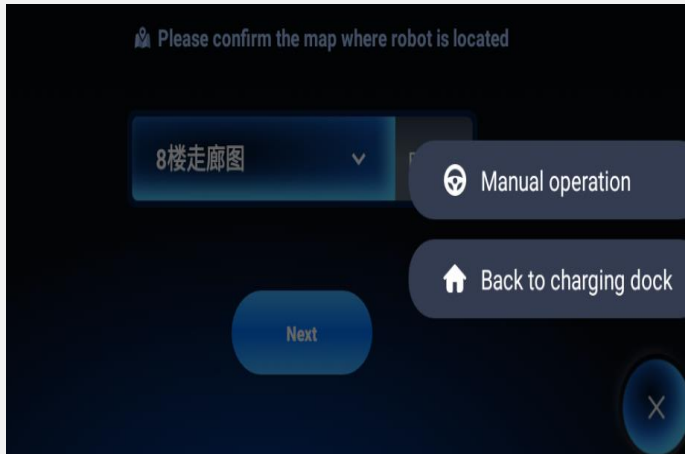 Please confirm the map where robot is located
8楼走廊图
Manual operation
Back to charging dock
Next